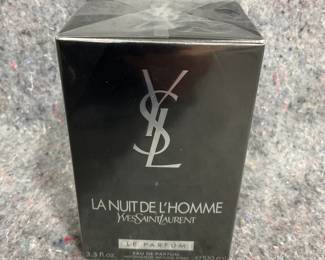 YSL
LA NUIT DE L'HOMME
YVESSAINTLAURENT
LE PARFUM
3.3 fl.oz. EAU DE PARFUM 100 ml